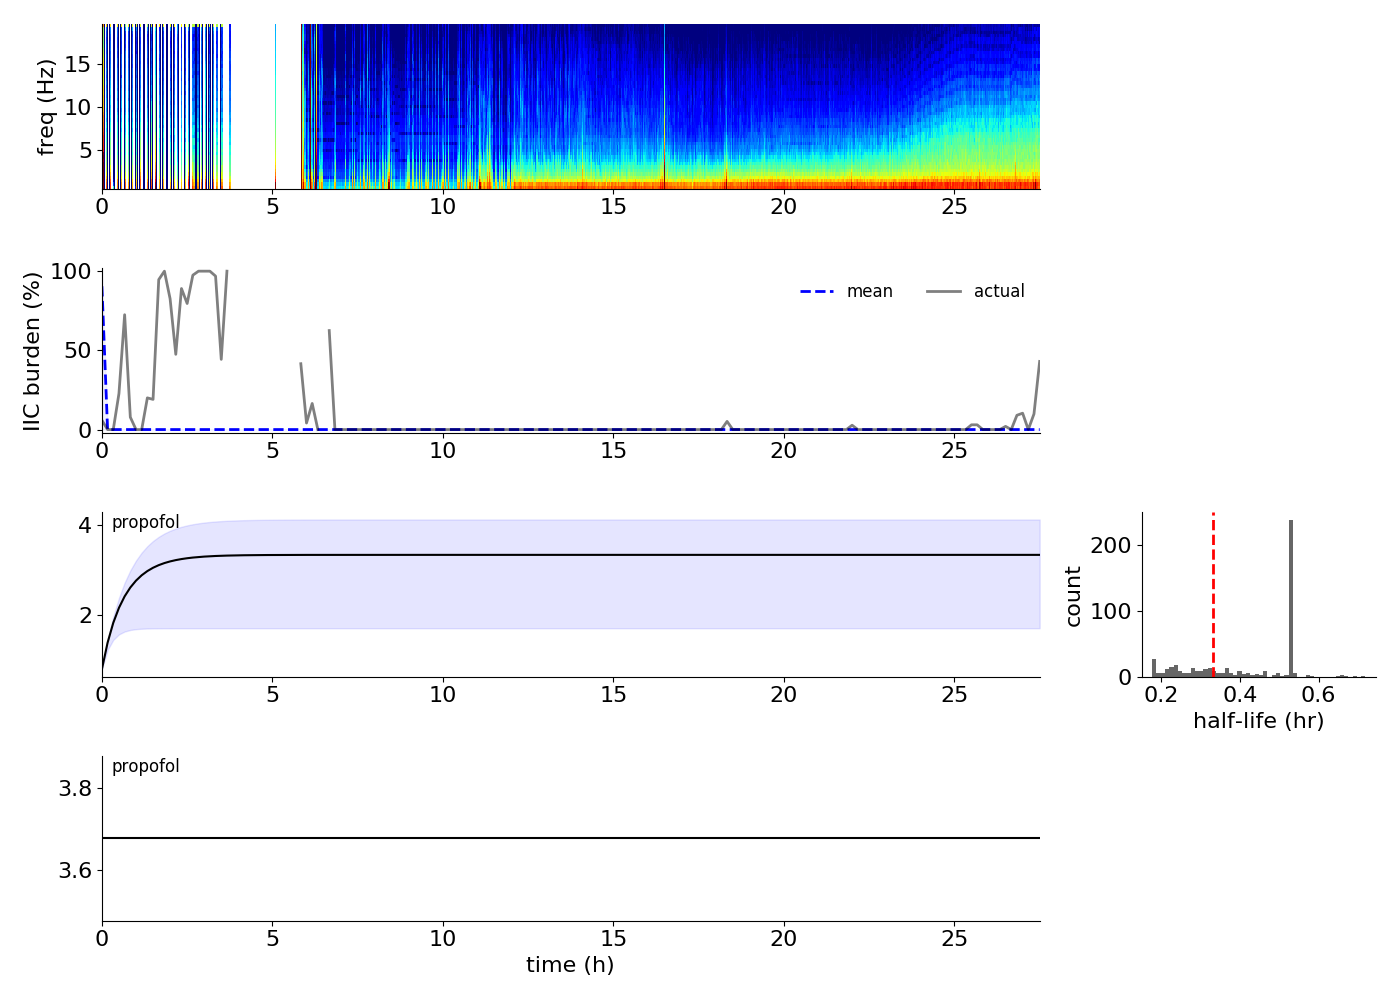 freq (Hz)
15
10
5
0 5 10 15 20 25
IIC burden (%)
100
50
0
mean actual
0 5 10 15 20 25
propofol
4
2
0 5 10 15 20 25
count
200
100
0
0.2 0.4 0.6
half-life (hr)
propofol
3.8
3.6
0 5 10 15 20 25
time (h)